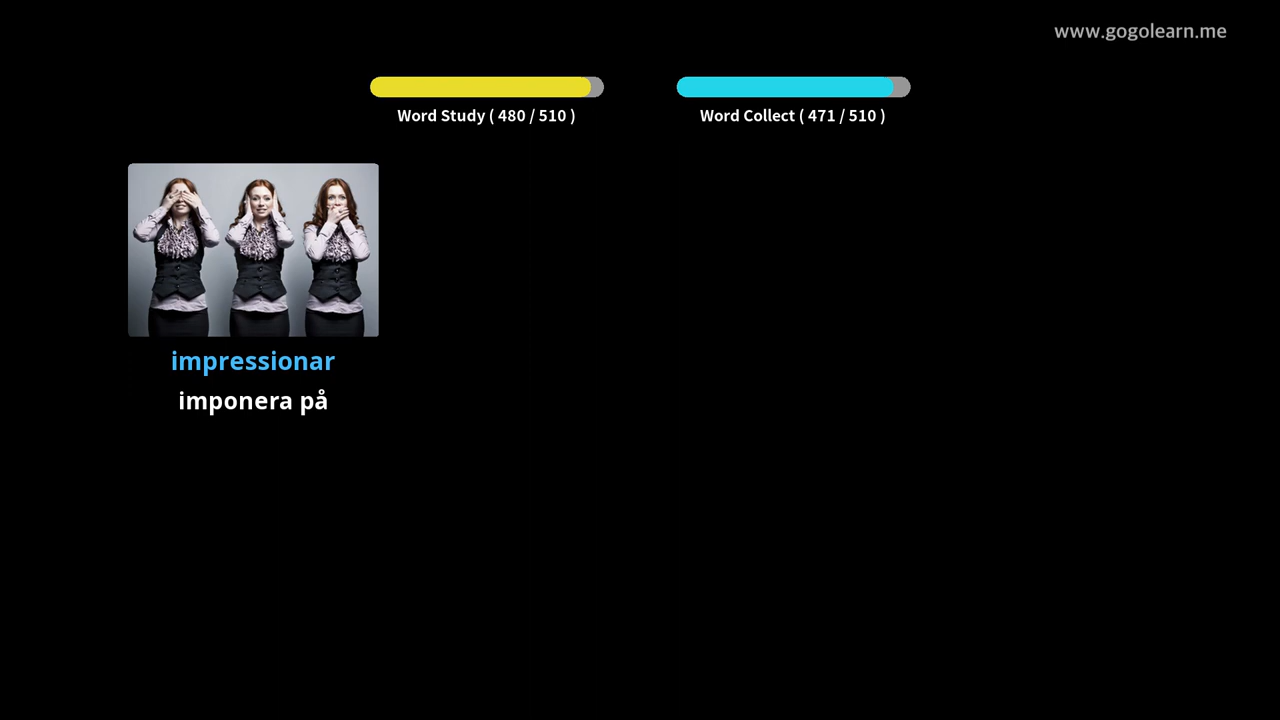 www.gogolearn.me
Word Study ( 480 / 510 )
Word Collect ( 471 / 510 )
impressionar
imponera på